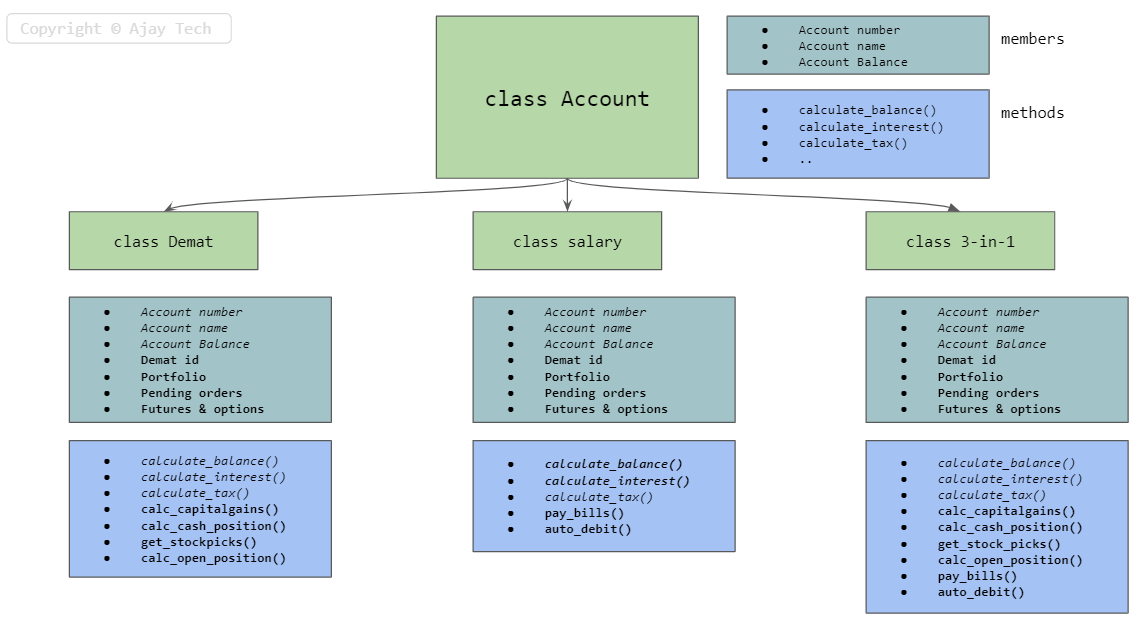 Copyright © Ajay Tech
class Account
● Account number
● Account name
● Account Balance
members
● calculate_balance()
● calculate_interest()
● calculate_tax()
● ..
methods
class Demat
class salary
class 3-in-1
● Account number
● Account name
● Account Balance
● Demat id
● Portfolio
● Pending orders
● Futures & options
● Account number
● Account name
● Account Balance
● Demat id
● Portfolio
● Pending orders
● Futures & options
● Account number
● Account name
● Account Balance
● Demat id
● Portfolio
● Pending orders
● Futures & options
● calculate_balance()
● calculate_interest()
● calculate_tax()
● calc_capitalgains()
● calc_cash_position()
● get_stockpicks()
● calc_open_position()
● calculate_balance()
● calculate_interest()
● calculate_tax()
● pay_bills()
● auto_debit()
● calculate_balance()
● calculate_interest()
● calculate_tax()
● calc_capitalgains()
● calc_cash_position()
● get_stock_picks()
● calc_open_position()
● pay_bills()
● auto_debit()